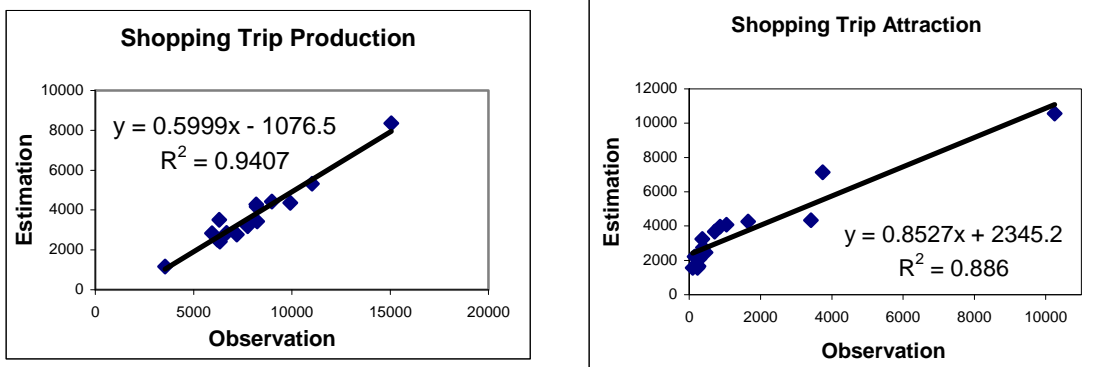 Shopping Trip Production
10000
8000
6000
4000
2000
0
Estimation
y = 0.5999x - 1076.5
R² = 0.9407
0 5000 10000 15000 20000
Observation
Shopping Trip Attraction
12000
10000
8000
6000
4000
2000
0
Estimation
y = 0.8527x + 2345.2
R² = 0.886
0 2000 4000 6000 8000 10000
Observation